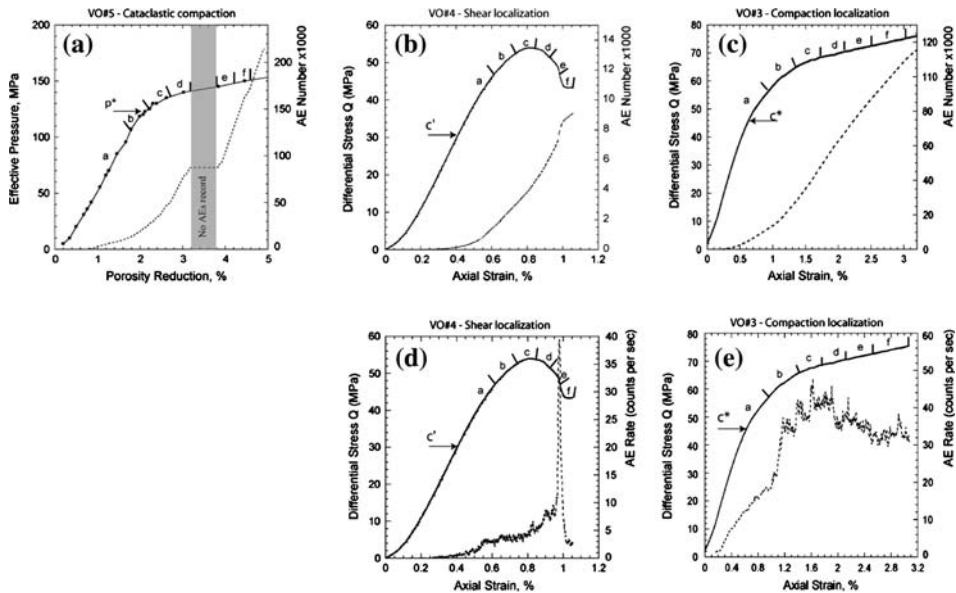 VO#5 - Cataclastic compaction
(a)
Effective Pressure, MPa
200
150
100
50
0
p*
a
b
c
d
e
f
No AEs record
AE Number x1000
200
150
100
50
0
0 1 2 3 4 5
Porosity Reduction, %
VO#4 - Shear localization
(b)
Differential Stress Q (MPa)
60
50
40
30
20
10
0
c'
a
b
c
d
e
f
AE Number x1000
14
12
10
8
6
4
2
0
0 0.2 0.4 0.6 0.8 1 1.2
Axial Strain, %
VO#3 - Compaction localization
(c)
Differential Stress Q (MPa)
80
70
60
50
40
30
20
10
0
c*
a
b
c
d
e
f
AE Number x1000
120
100
80
60
40
20
0
0 0.5 1 1.5 2 2.5 3
Axial Strain, %
VO#4 - Shear localization
(d)
Differential Stress Q (MPa)
60
50
40
30
20
10
0
c'
a
b
c
d
e
f
AE Rate (counts per sec)
40
35
30
25
20
15
10
5
0
0 0.2 0.4 0.6 0.8 1 1.2
Axial Strain, %
VO#3 - Compaction localization
(e)
Differential Stress Q (MPa)
80
70
60
50
40
30
20
10
0
c*
a
b
c
d
e
f
AE Rate (counts per sec)
60
50
40
30
20
10
0
0 0.4 0.8 1.2 1.6 2 2.4 2.8 3.2
Axial Strain, %